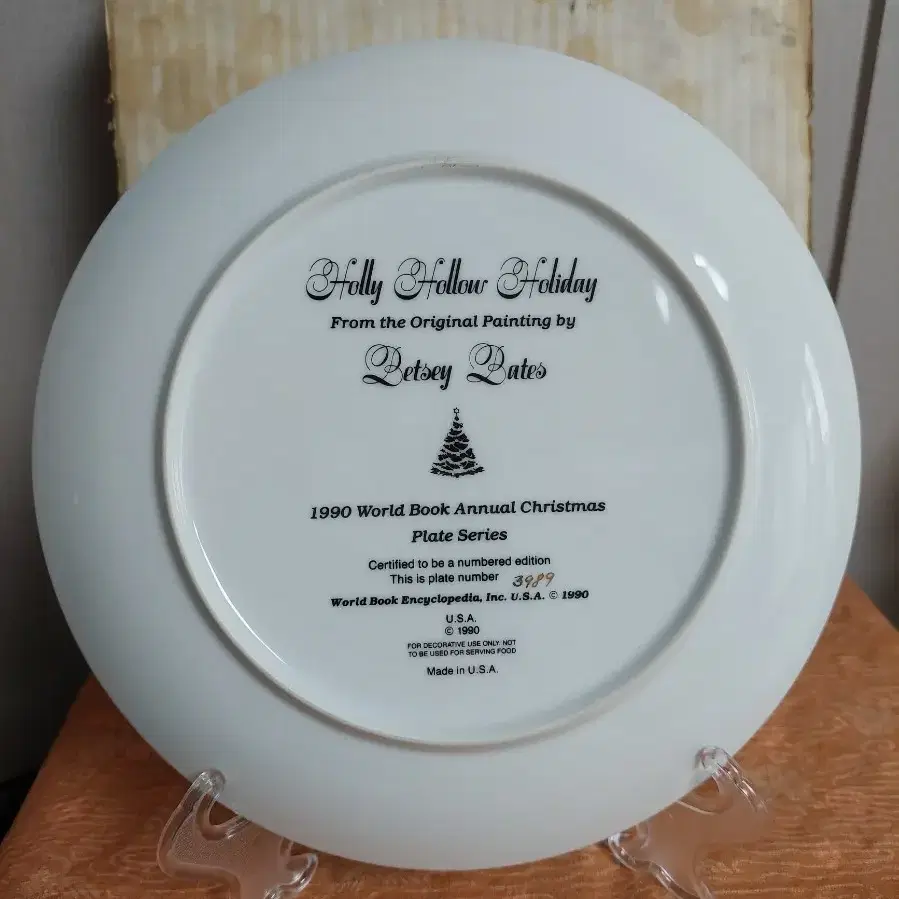 Holly Hollow Holiday
From the Original Painting by
Betsey Bates
1990 World Book Annual Christmas
Plate Series
Certified to be a numbered edition
This is plate number 3989
World Book Encyclopedia, Inc. U.S.A. © 1990
U.S.A.
© 1990
FOR DECORATIVE USE ONLY. NOT
TO BE USED FOR SERVING FOOD
Made in U.S.A.